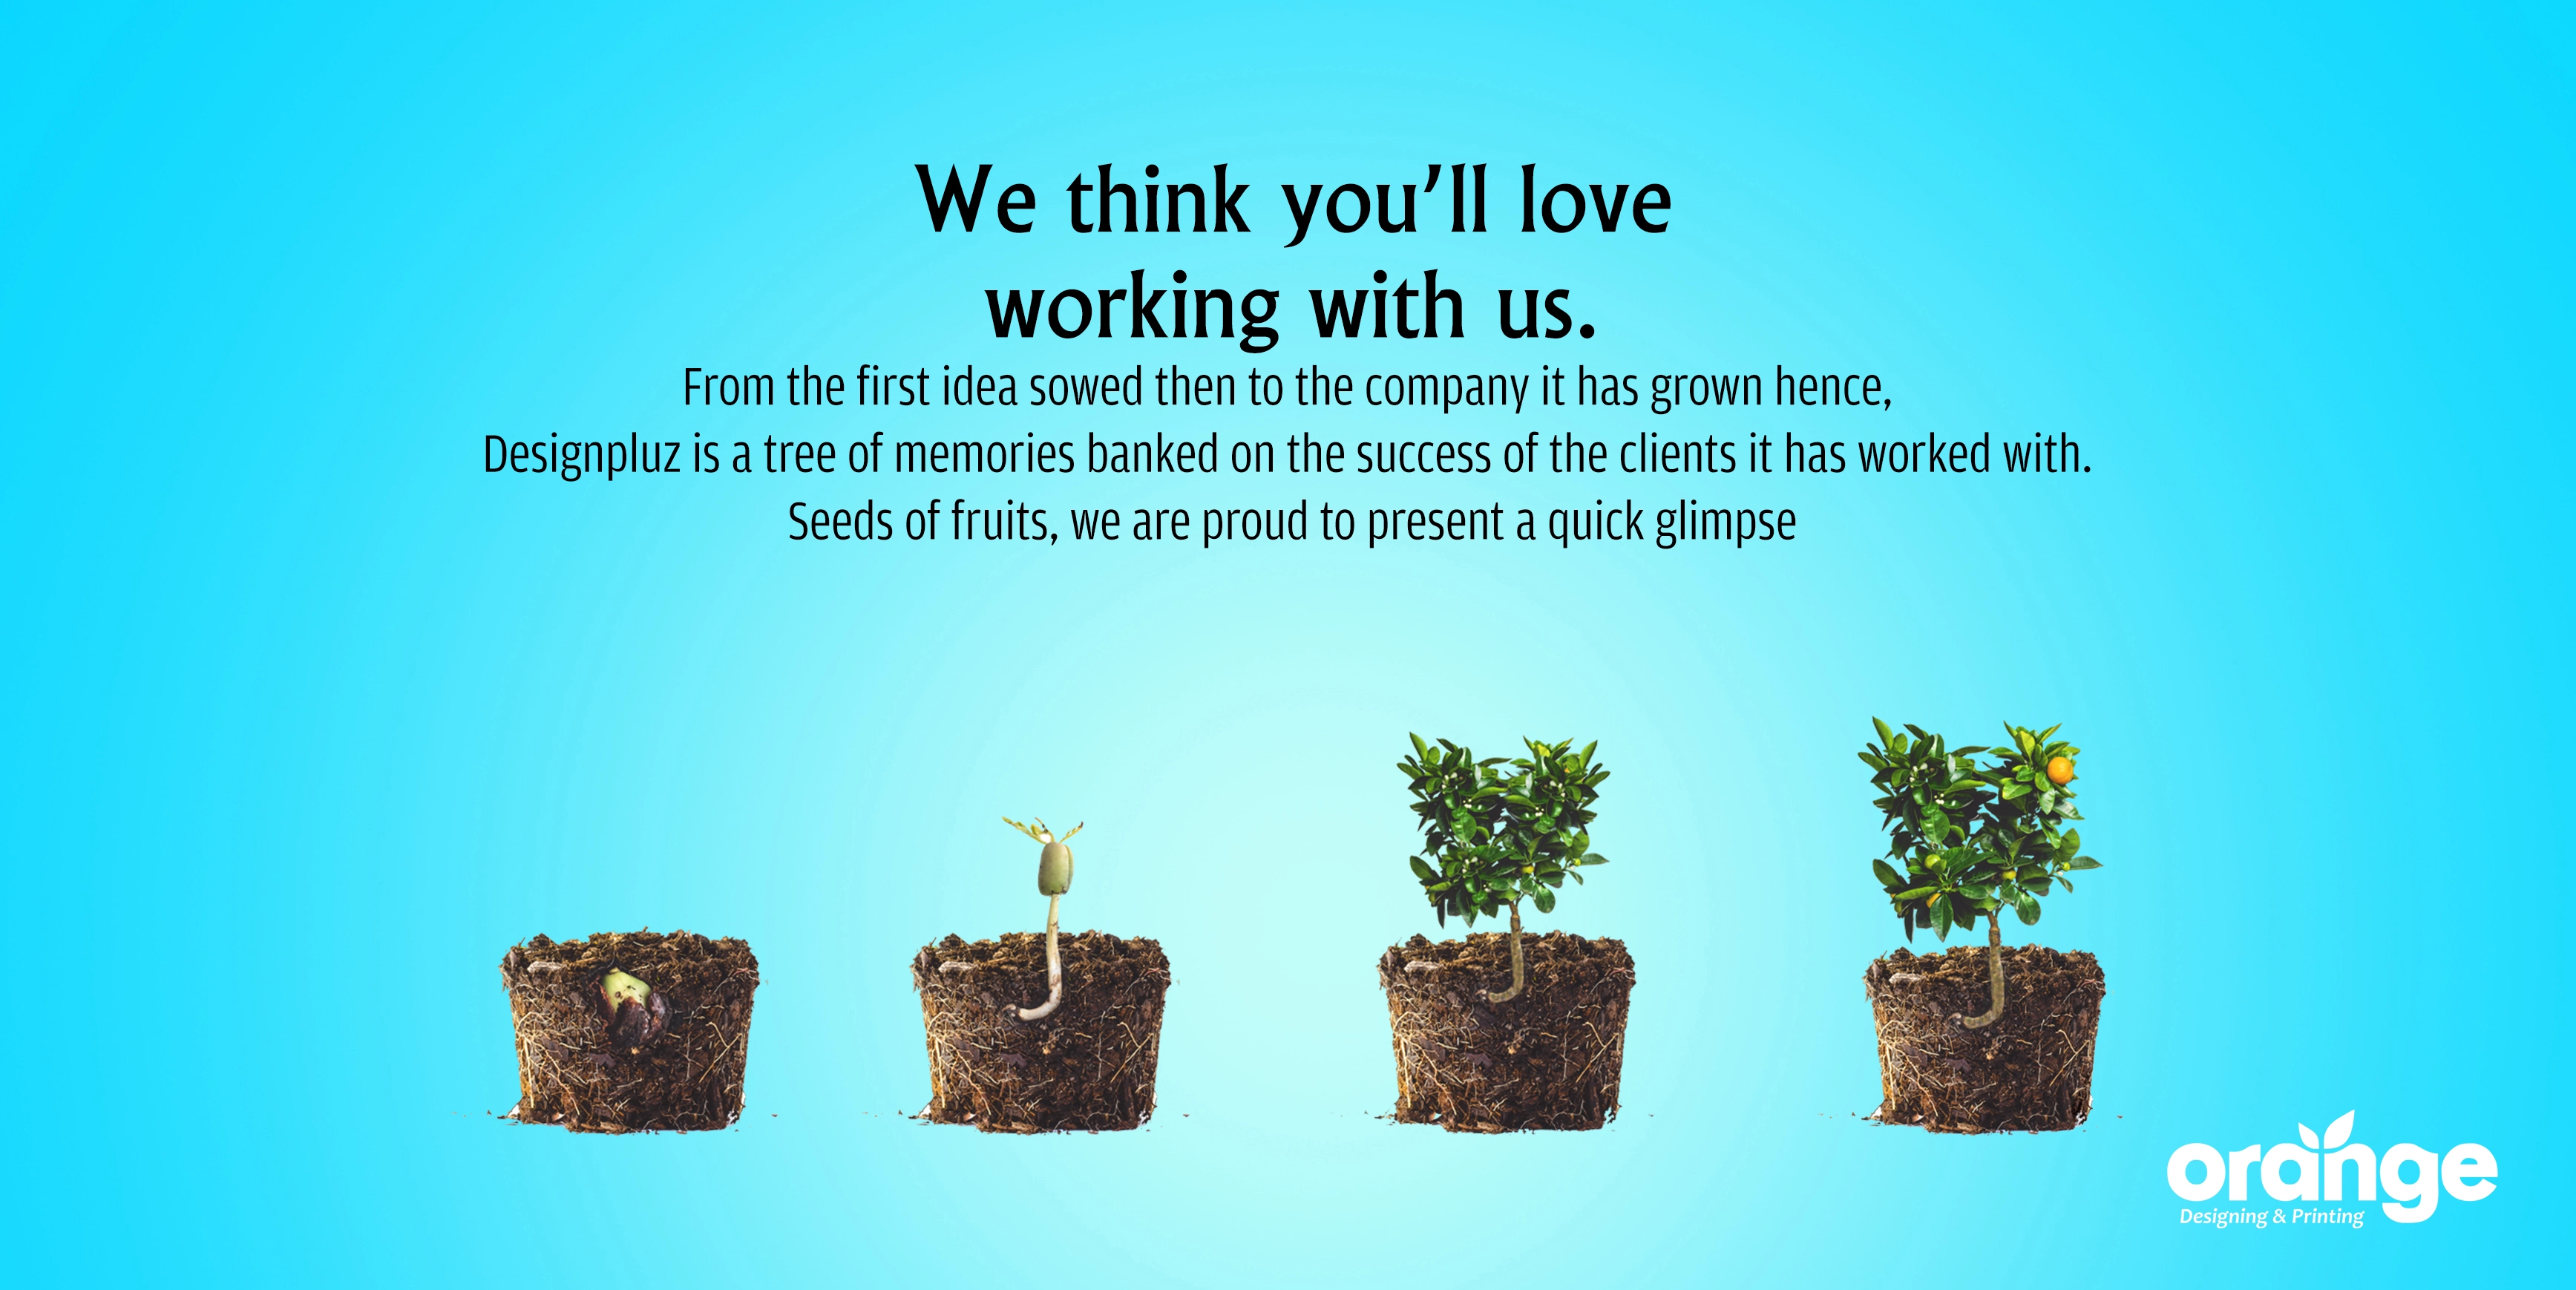 We think you’ll love
working with us.
From the first idea sowed then to the company it has grown hence,
Designpluz is a tree of memories banked on the success of the clients it has worked with.
Seeds of fruits, we are proud to present a quick glimpse
orange
Designing & Printing